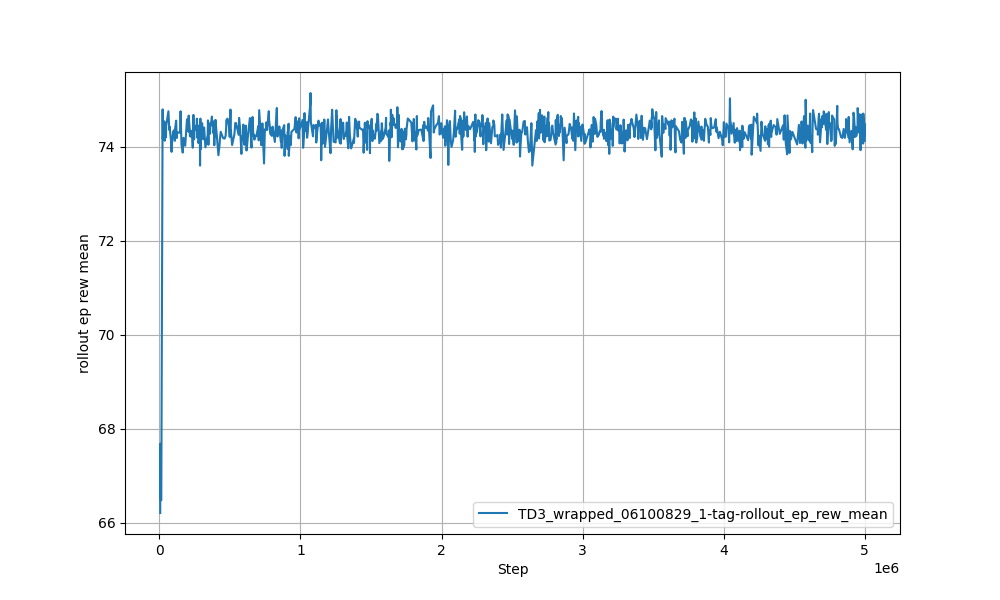 74
72
70
68
66
rollout ep rew mean
TD3_wrapped_06100829_1-tag-rollout_ep_rew_mean
0 1 2 3 4 5
1e6
Step